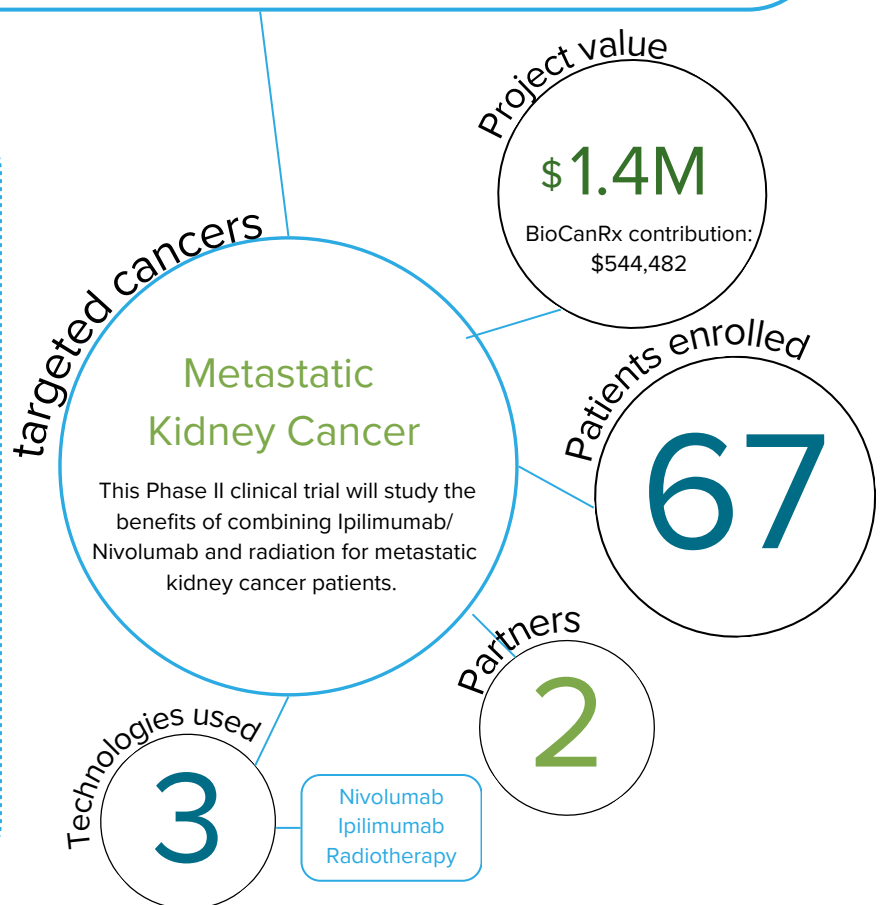 Project value
$1.4M
BioCanRx contribution:
$544,482
targeted cancers
Metastatic
Kidney Cancer
This Phase II clinical trial will study the
benefits of combining Ipilimumab/
Nivolumab and radiation for metastatic
kidney cancer patients.
Patients enrolled
67
Partners
2
Technologies used
3
Nivolumab
Ipilimumab
Radiotherapy